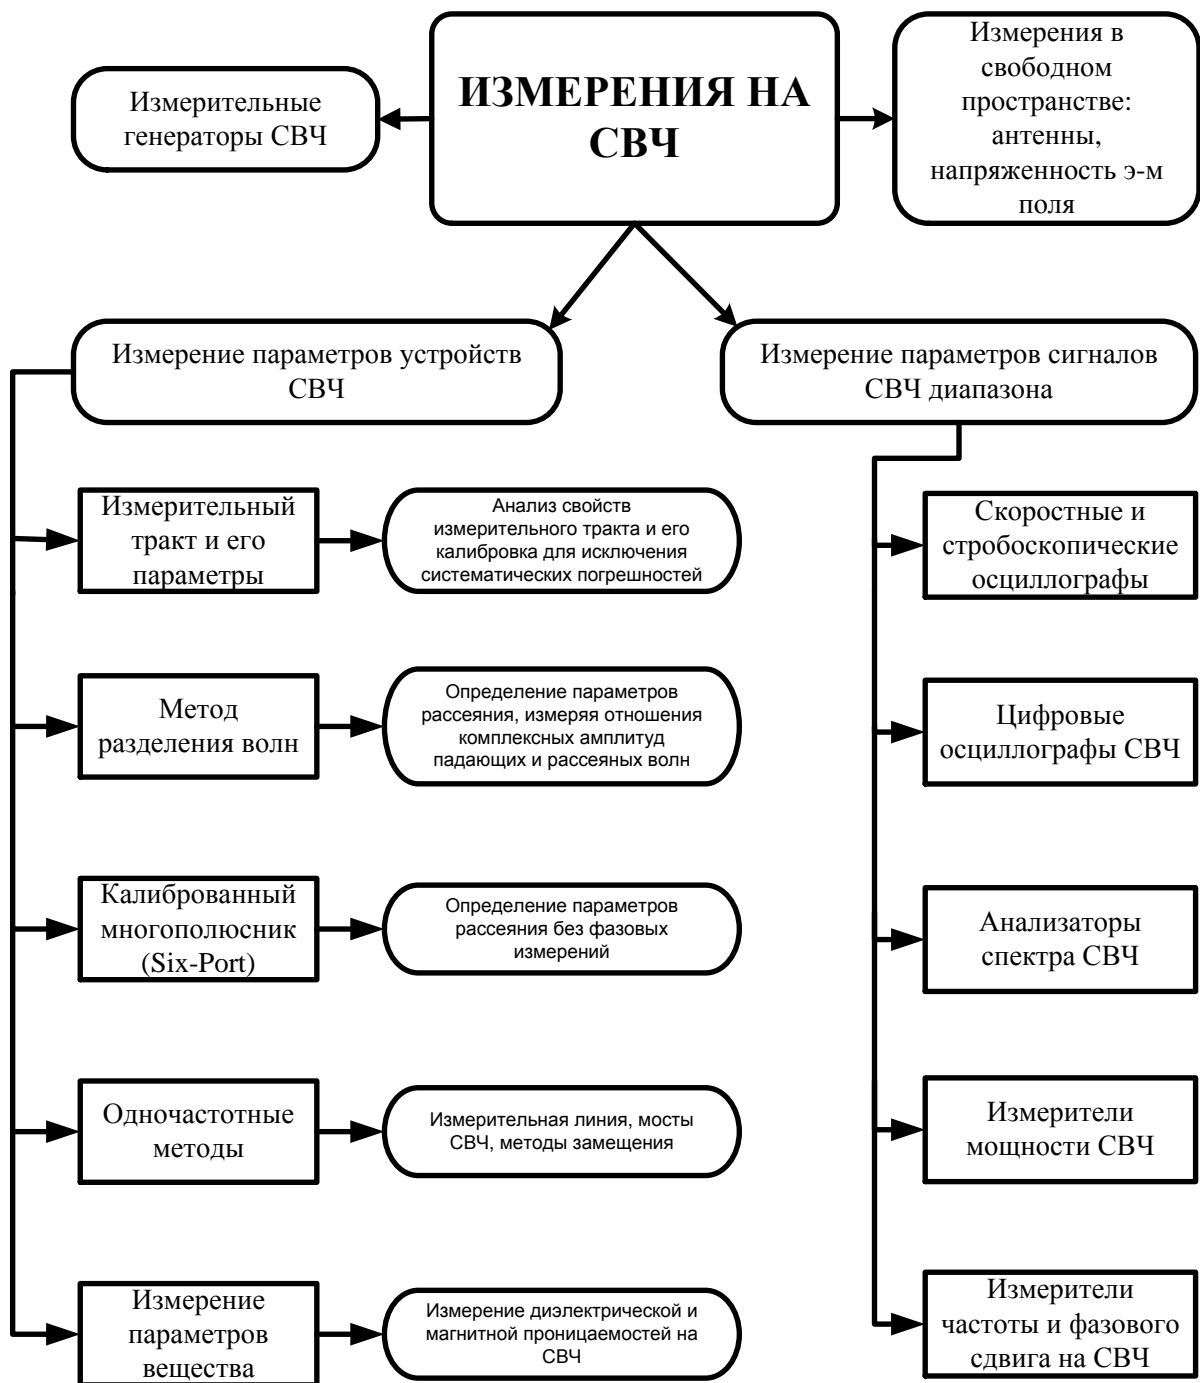 Измерительные
генераторы СВЧ
ИЗМЕРЕНИЯ НА
СВЧ
Измерения в
свободном
пространстве:
антенны,
напряженность э-м
поля
Измерение параметров устройств
СВЧ
Измерение параметров сигналов
СВЧ диапазона
Измерительный
тракт и его
параметры
Анализ свойств
измерительного тракта и его
калибровка для исключения
систематических погрешностей
Скоростные и
стробоскопические
осциллографы
Метод
разделения волн
Определение параметров
рассеяния, измеряя отношения
комплексных амплитуд
падающих и рассеяных волн
Цифровые
осциллографы СВЧ
Калиброванный
многополюсник
(Six-Port)
Определение параметров
рассеяния без фазовых
измерений
Анализаторы
спектра СВЧ
Одночастотные
методы
Измерительная линия, мосты
СВЧ, методы замещения
Измерители
мощности СВЧ
Измерение
параметров
вещества
Измерение диэлектрической и
магнитной проницаемостей на
СВЧ
Измерители
частоты и фазового
сдвига на СВЧ